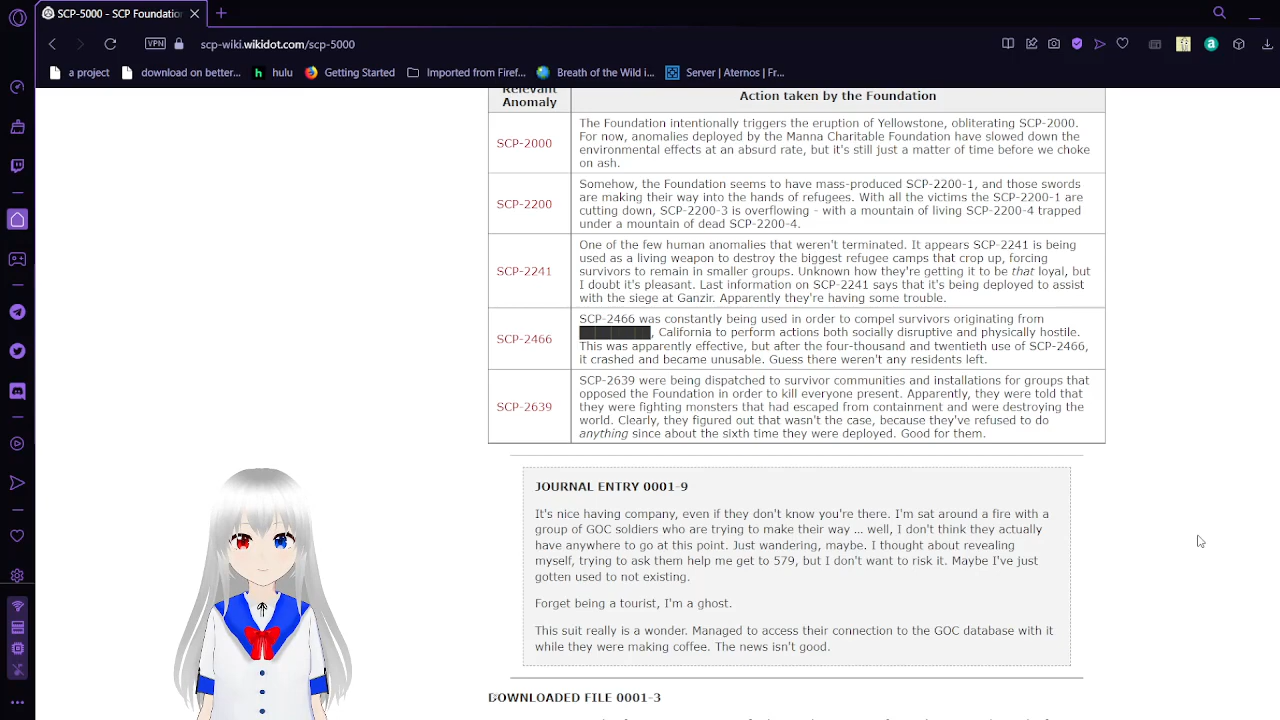 SCP-5000 - SCP Foundation
VPN
scp-wiki.wikidot.com/scp-5000
a project
download on better...
h hulu
Getting Started
Imported from Firef...
Breath of the Wild i...
Server | Aternos | Fr...
a
Relevant
Anomaly
Action taken by the Foundation
SCP-2000
The Foundation intentionally triggers the eruption of Yellowstone, obliterating SCP-2000.
For now, anomalies deployed by the Manna Charitable Foundation have slowed down the
environmental effects at an absurd rate, but it's still just a matter of time before we choke
on ash.
SCP-2200
Somehow, the Foundation seems to have mass-produced SCP-2200-1, and those swords
are making their way into the hands of refugees. With all the victims the SCP-2200-1 are
cutting down, SCP-2200-3 is overflowing - with a mountain of living SCP-2200-4 trapped
under a mountain of dead SCP-2200-4.
SCP-2241
One of the few human anomalies that weren't terminated. It appears SCP-2241 is being
used as a living weapon to destroy the biggest refugee camps that crop up, forcing
survivors to remain in smaller groups. Unknown how they're getting it to be that loyal, but
I doubt it's pleasant. Last information on SCP-2241 says that it's being deployed to assist
with the siege at Ganzir. Apparently they're having some trouble.
SCP-2466
SCP-2466 was constantly being used in order to compel survivors originating from
███████, California to perform actions both socially disruptive and physically hostile.
This was apparently effective, but after the four-thousand and twentieth use of SCP-2466,
it crashed and became unusable. Guess there weren't any residents left.
SCP-2639
SCP-2639 were being dispatched to survivor communities and installations for groups that
opposed the Foundation in order to kill everyone present. Apparently, they were told that
they were fighting monsters that had escaped from containment and were destroying the
world. Clearly, they figured out that wasn't the case, because they've refused to do
anything since about the sixth time they were deployed. Good for them.
JOURNAL ENTRY 0001-9
It's nice having company, even if they don't know you're there. I'm sat around a fire with a
group of GOC soldiers who are trying to make their way ... well, I don't think they actually
have anywhere to go at this point. Just wandering, maybe. I thought about revealing
myself, trying to ask them help me get to 579, but I don't want to risk it. Maybe I've just
gotten used to not existing.
Forget being a tourist, I'm a ghost.
This suit really is a wonder. Managed to access their connection to the GOC database with it
while they were making coffee. The news isn't good.
DOWNLOADED FILE 0001-3